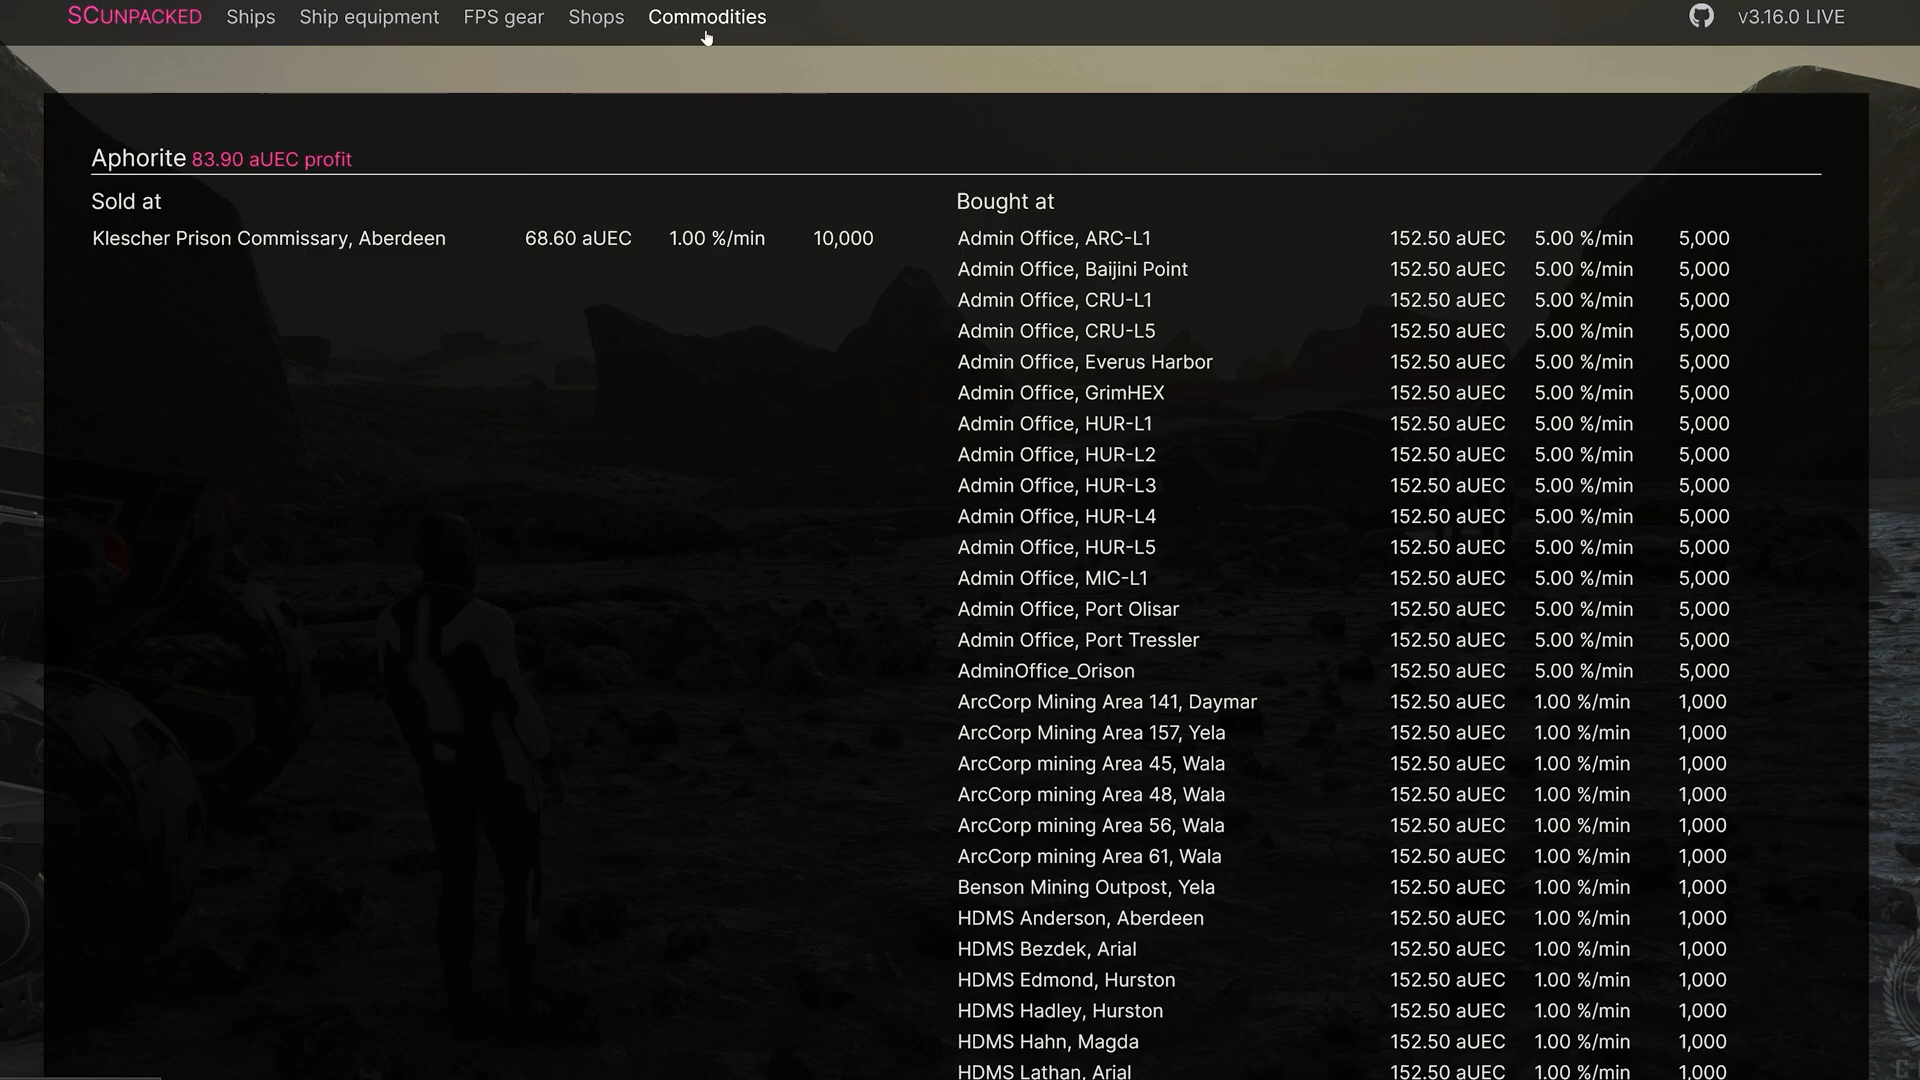 SCUNPACKED Ships Ship equipment FPS gear Shops Commodities v3.16.0 LIVE
Aphorite 83.90 aUEC profit
Sold at
Klescher Prison Commissary, Aberdeen 68.60 aUEC 1.00 %/min 10,000
Bought at
Admin Office, ARC-L1 152.50 aUEC 5.00 %/min 5,000
Admin Office, Baijini Point 152.50 aUEC 5.00 %/min 5,000
Admin Office, CRU-L1 152.50 aUEC 5.00 %/min 5,000
Admin Office, CRU-L5 152.50 aUEC 5.00 %/min 5,000
Admin Office, Everus Harbor 152.50 aUEC 5.00 %/min 5,000
Admin Office, GrimHEX 152.50 aUEC 5.00 %/min 5,000
Admin Office, HUR-L1 152.50 aUEC 5.00 %/min 5,000
Admin Office, HUR-L2 152.50 aUEC 5.00 %/min 5,000
Admin Office, HUR-L3 152.50 aUEC 5.00 %/min 5,000
Admin Office, HUR-L4 152.50 aUEC 5.00 %/min 5,000
Admin Office, HUR-L5 152.50 aUEC 5.00 %/min 5,000
Admin Office, MIC-L1 152.50 aUEC 5.00 %/min 5,000
Admin Office, Port Olisar 152.50 aUEC 5.00 %/min 5,000
Admin Office, Port Tressler 152.50 aUEC 5.00 %/min 5,000
AdminOffice_Orison 152.50 aUEC 5.00 %/min 5,000
ArcCorp Mining Area 141, Daymar 152.50 aUEC 1.00 %/min 1,000
ArcCorp Mining Area 157, Yela 152.50 aUEC 1.00 %/min 1,000
ArcCorp mining Area 45, Wala 152.50 aUEC 1.00 %/min 1,000
ArcCorp mining Area 48, Wala 152.50 aUEC 1.00 %/min 1,000
ArcCorp mining Area 56, Wala 152.50 aUEC 1.00 %/min 1,000
ArcCorp mining Area 61, Wala 152.50 aUEC 1.00 %/min 1,000
Benson Mining Outpost, Yela 152.50 aUEC 1.00 %/min 1,000
HDMS Anderson, Aberdeen 152.50 aUEC 1.00 %/min 1,000
HDMS Bezdek, Arial 152.50 aUEC 1.00 %/min 1,000
HDMS Edmond, Hurston 152.50 aUEC 1.00 %/min 1,000
HDMS Hadley, Hurston 152.50 aUEC 1.00 %/min 1,000
HDMS Hahn, Magda 152.50 aUEC 1.00 %/min 1,000
HDMS Lathan, Arial 152.50 aUEC 1.00 %/min 1,000